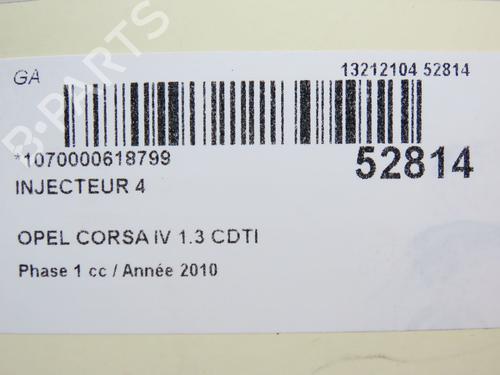 GA
13212104 52814
*1070000618799
52814
INJECTEUR 4
OPEL CORSA IV 1.3 CDTI
Phase 1 cc / Année 2010
B-PARTS